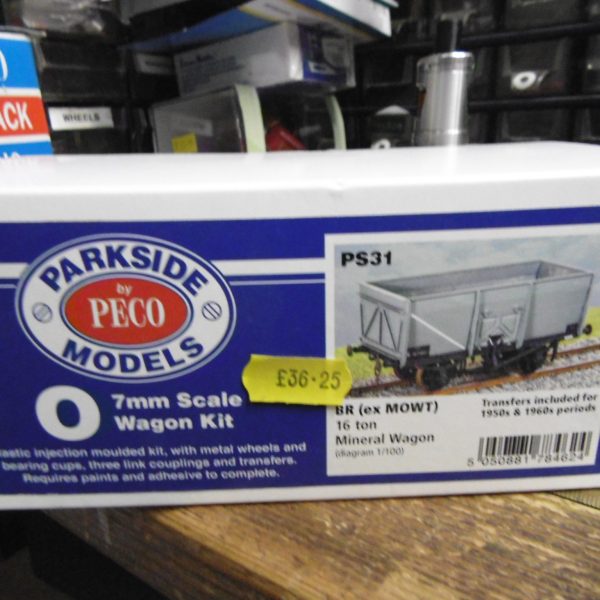 ACK
WHEELS
PARKSIDE
by
PECO
MODELS
O 7mm Scale
Wagon Kit
astic injection moulded kit, with metal wheels and
bearing cups, three link couplings and transfers.
Requires paints and adhesive to complete.
PS31
£36·25
BR (ex MOWT)
16 ton
Mineral Wagon
(diagram 1/100)
Transfers included for
1950s & 1960s periods
5 050881 784624